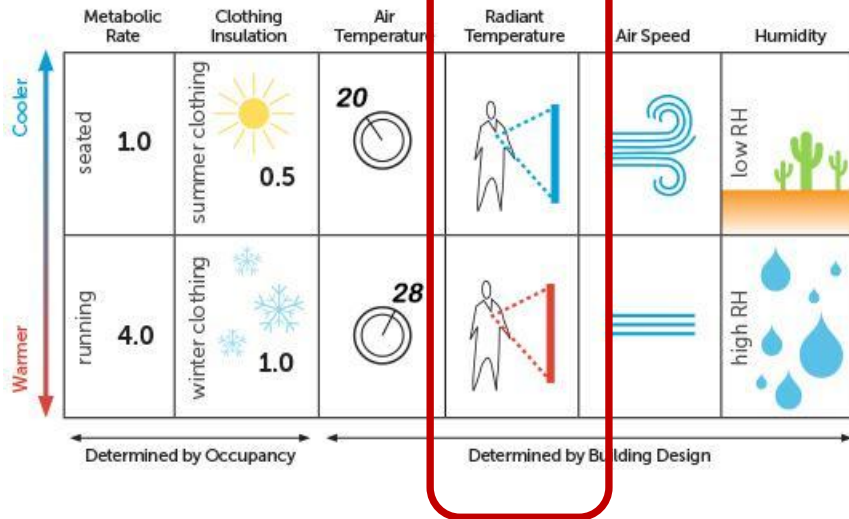 Metabolic
Rate
Clothing
Insulation
Air
Temperature
Radiant
Temperature
Air Speed
Humidity
Cooler
Warmer
seated
1.0
summer clothing
0.5
20
low RH
running
4.0
winter clothing
1.0
28
high RH
Determined by Occupancy
Determined by Building Design